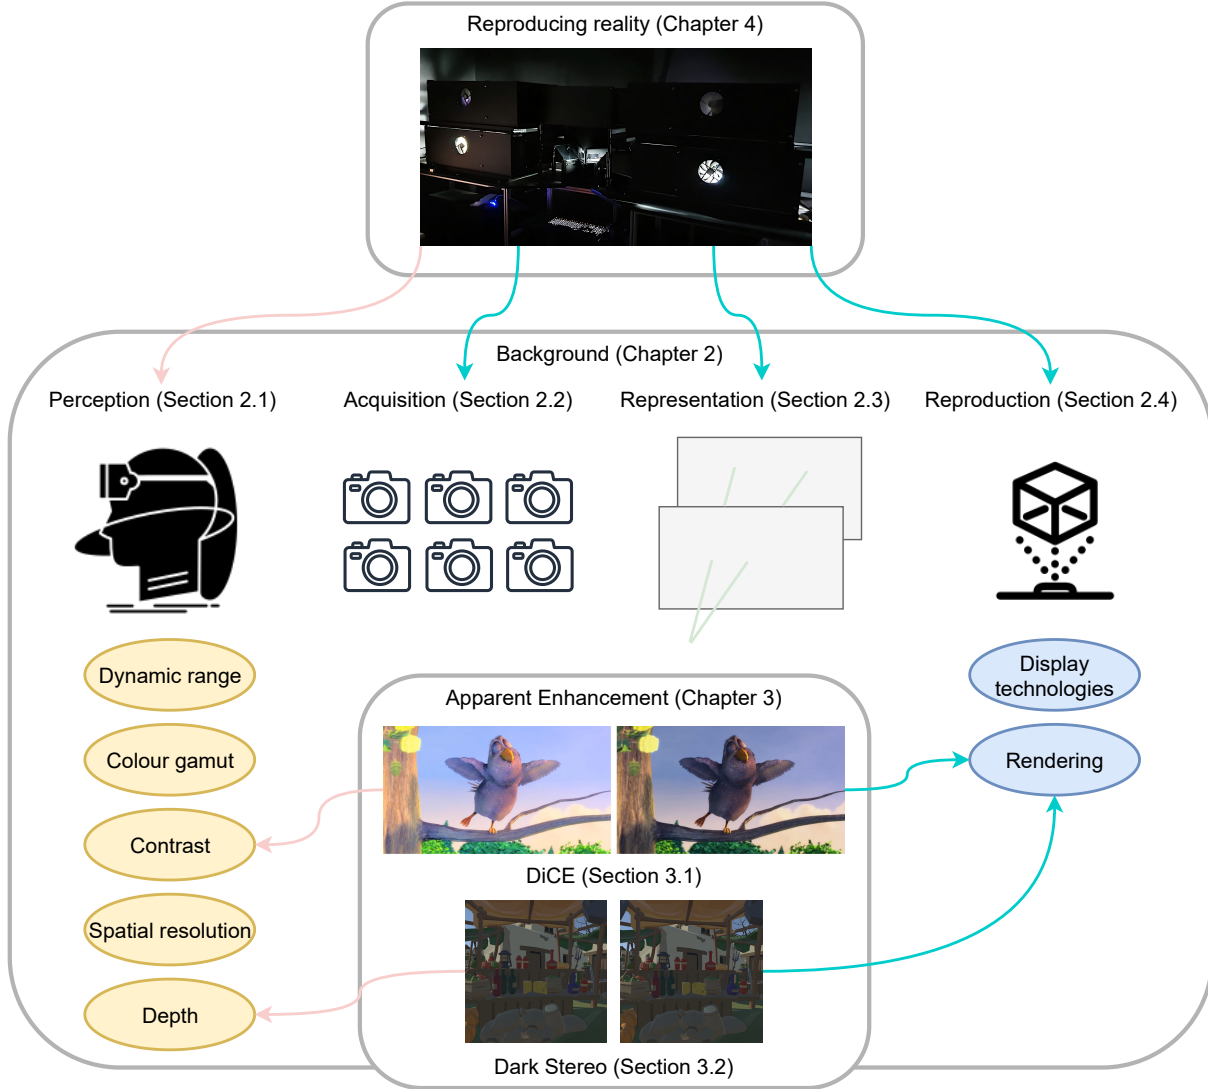 Reproducing reality (Chapter 4)
Background (Chapter 2)
Perception (Section 2.1)
Acquisition (Section 2.2)
Representation (Section 2.3)
Reproduction (Section 2.4)
Dynamic range
Colour gamut
Contrast
Spatial resolution
Depth
Apparent Enhancement (Chapter 3)
DiCE (Section 3.1)
Dark Stereo (Section 3.2)
Display
technologies
Rendering